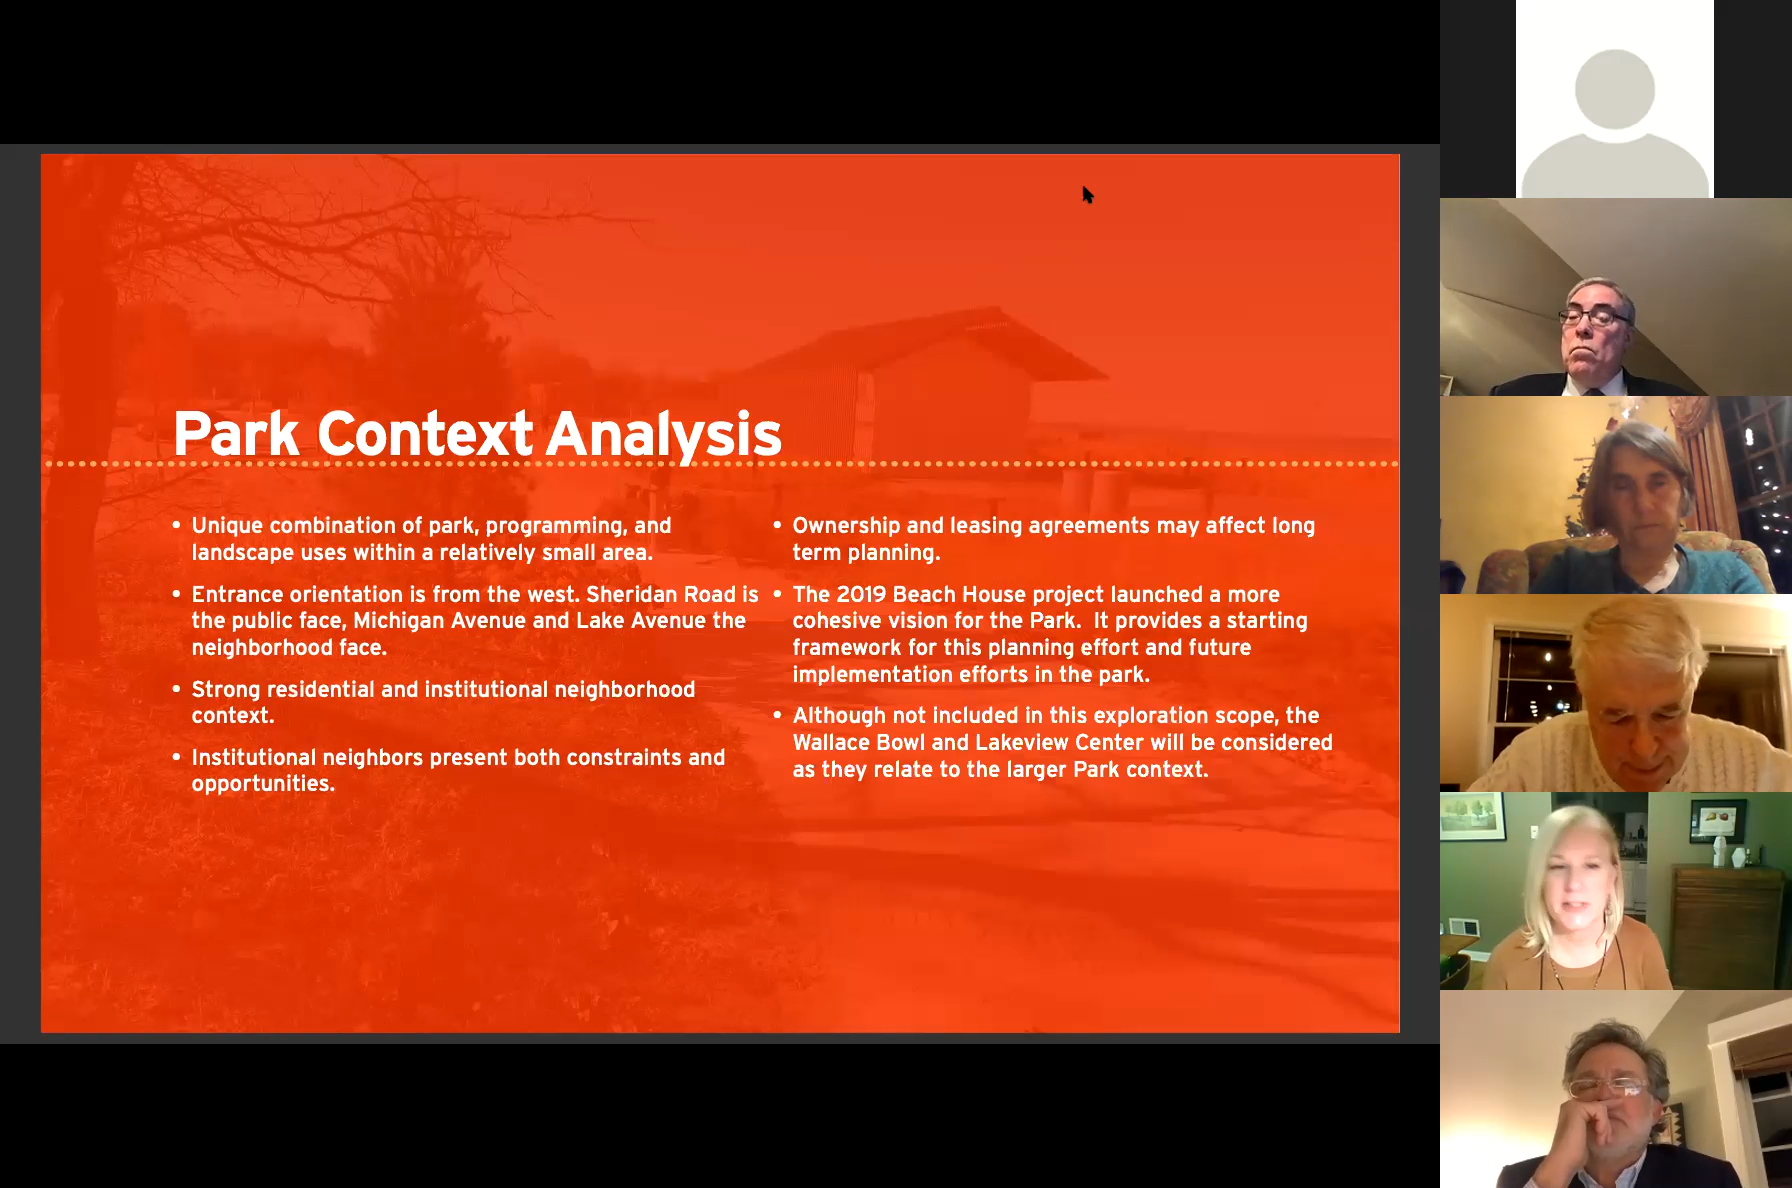 Park Context Analysis
• Unique combination of park, programming, and
landscape uses within a relatively small area.
• Entrance orientation is from the west. Sheridan Road is
the public face, Michigan Avenue and Lake Avenue the
neighborhood face.
• Strong residential and institutional neighborhood
context.
• Institutional neighbors present both constraints and
opportunities.
• Ownership and leasing agreements may affect long
term planning.
• The 2019 Beach House project launched a more
cohesive vision for the Park.  It provides a starting
framework for this planning effort and future
implementation efforts in the park.
• Although not included in this exploration scope, the
Wallace Bowl and Lakeview Center will be considered
as they relate to the larger Park context.